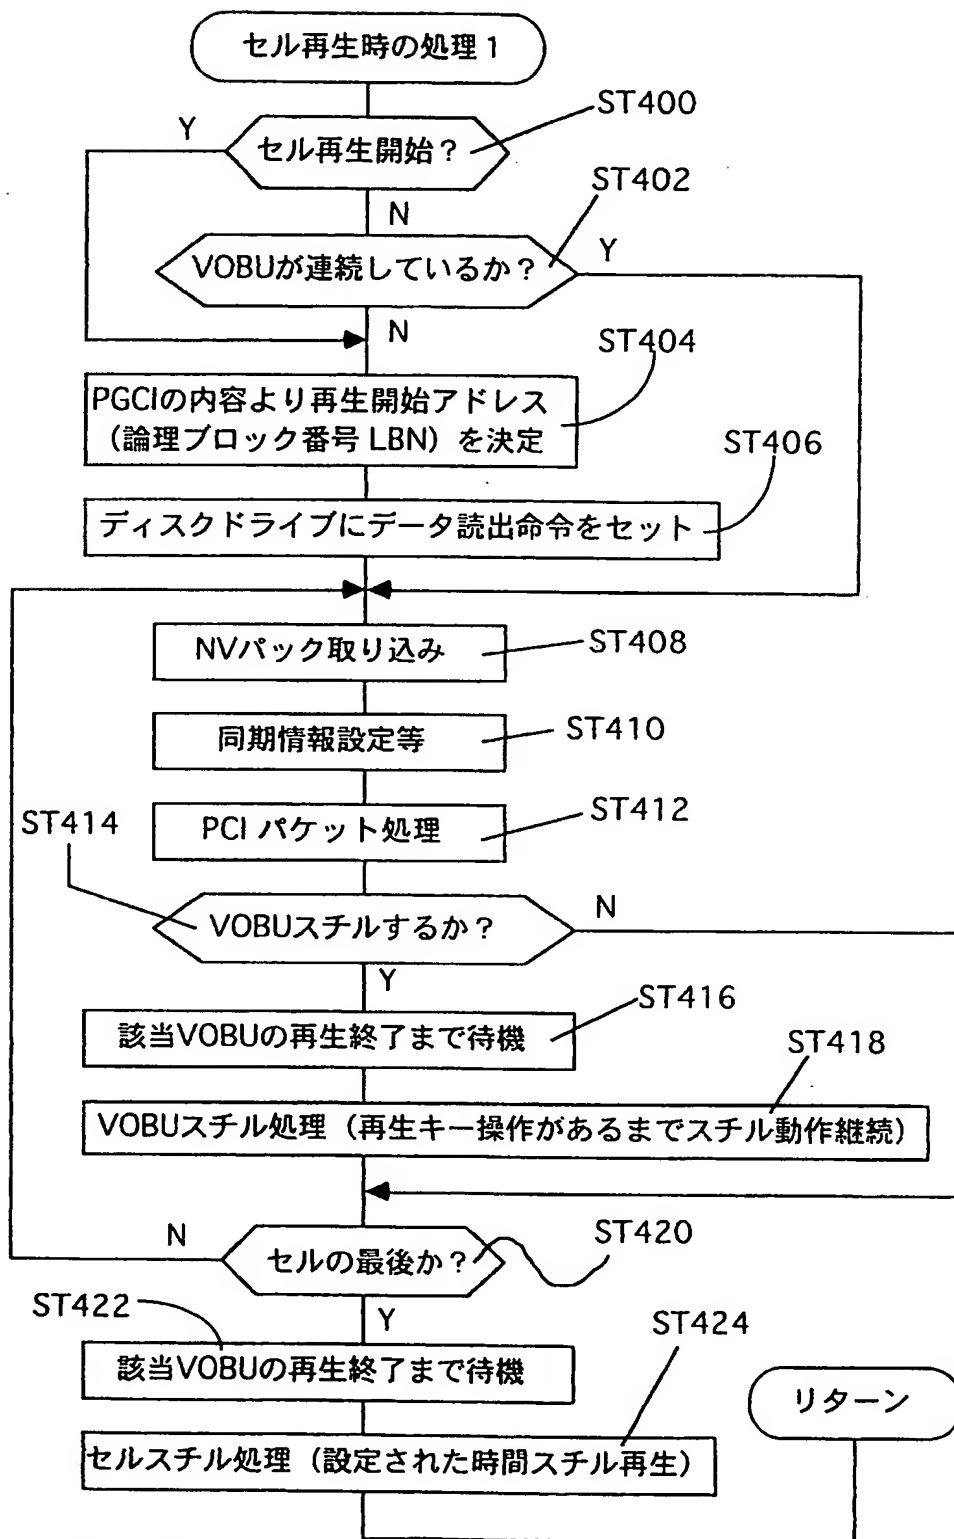 セル再生時の処理1
ST400
Y
セル再生開始?
ST402
N
VOBUが連続しているか?
Y
N
ST404
PGCIの内容より再生開始アドレス
(論理ブロック番号 LBN)を決定
ST406
ディスクドライブにデータ読出命令をセット
NVパック取り込み
ST408
同期情報設定等
ST410
ST414
PCI パケット処理
ST412
VOBUスチルするか?
N
Y
ST416
該当VOBUの再生終了まで待機
ST418
VOBUスチル処理(再生キー操作があるまでスチル動作継続)
N
セルの最後か?
ST420
ST422
Y
ST424
該当VOBUの再生終了まで待機
リターン
セルスチル処理(設定された時間スチル再生)